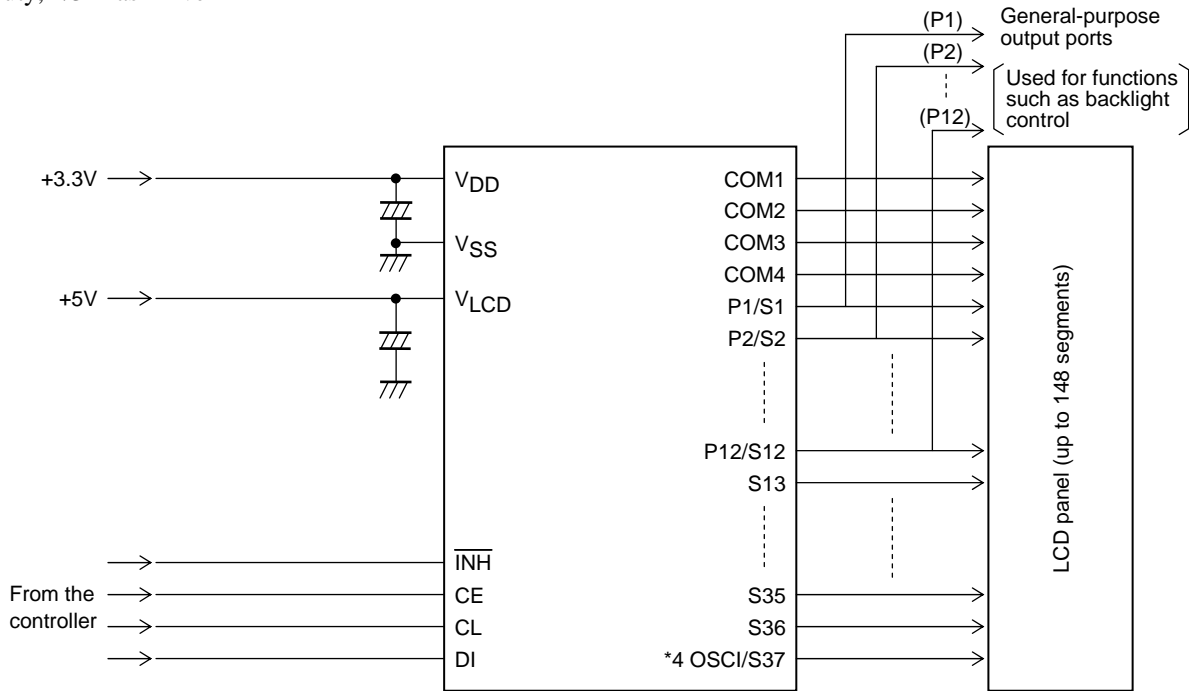 (P1)
General-purpose
output ports
(P2)
Used for functions
such as backlight
control
(P12)
+3.3V
VDD
COM1
COM2
VSS
COM3
COM4
+5V
VLCD
P1/S1
P2/S2
LCD panel (up to 148 segments)
P12/S12
S13
INH
From the
controller
CE
S35
CL
S36
DI
*4 OSCI/S37